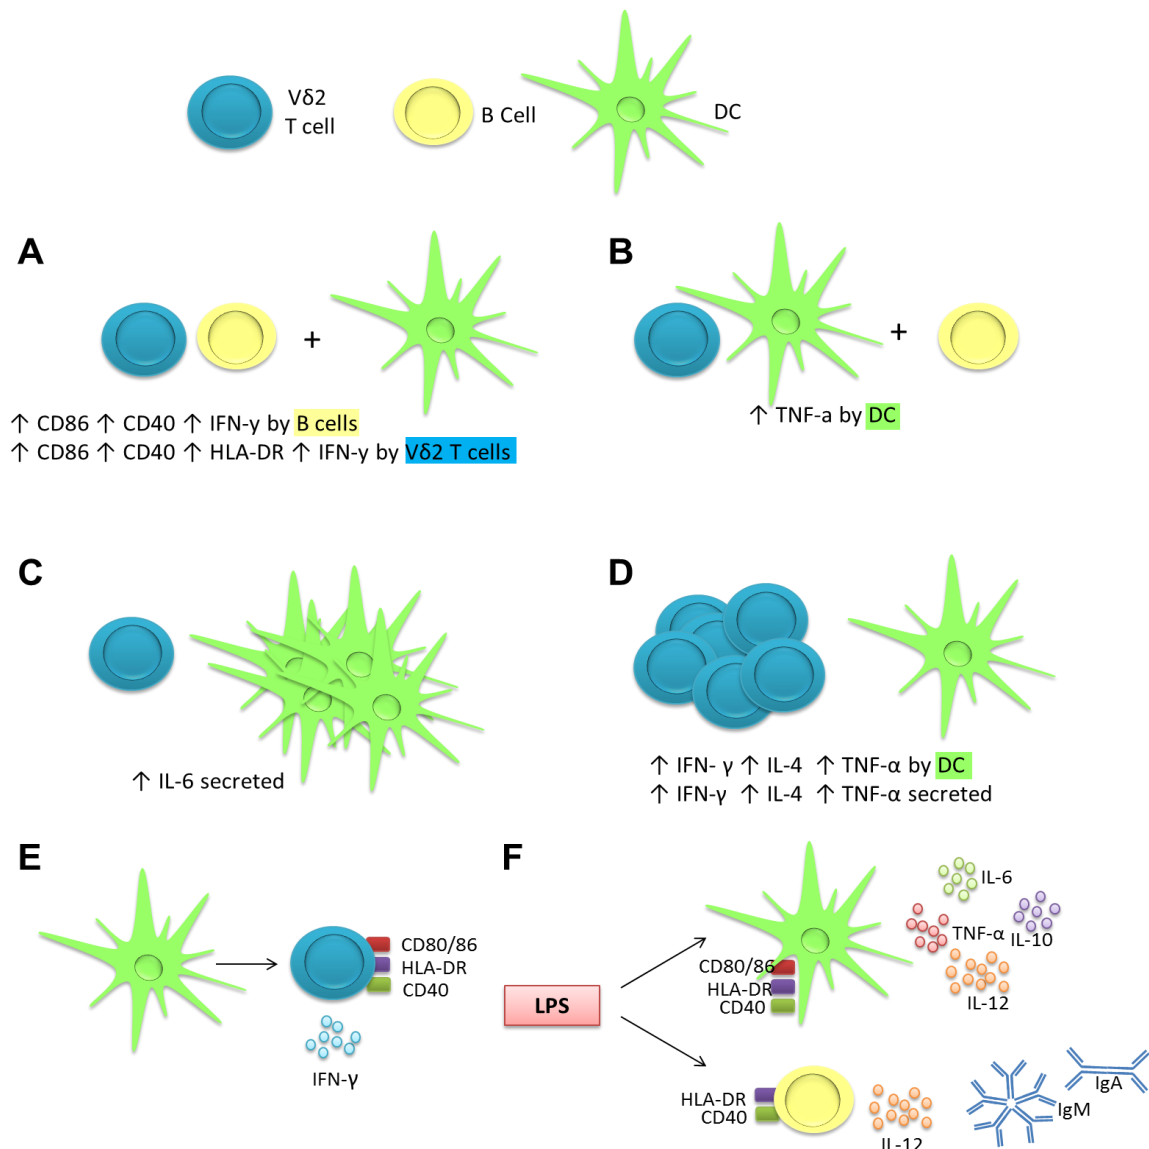 Vδ2
T cell
B Cell
DC
A
B
+
+
↑ CD86 ↑ CD40 ↑ IFN-y by B cells
↑ CD86 ↑ CD40 ↑ HLA-DR ↑ IFN-y by Vδ2 T cells
↑ TNF-a by DC
C
D
↑ IL-6 secreted
↑ IFN- γ ↑ IL-4 ↑ TNF-α by DC
↑ IFN-γ ↑ IL-4 ↑ TNF-α secreted
E
F
CD80/86
HLA-DR
CD40
IFN-γ
LPS
IL-6
TNF-α
IL-10
IL-12
CD80/86
HLA-DR
CD40
HLA-DR
CD40
IL-12
IgM
IgA